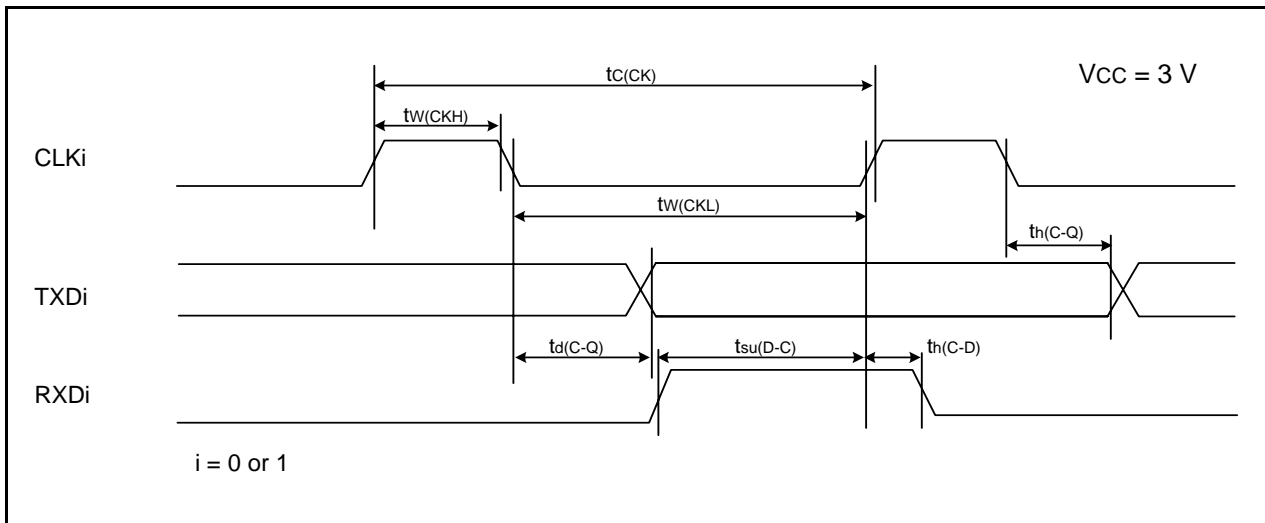 tC(CK)
VCC = 3 V
tW(CKH)
CLKi
tW(CKL)
th(C-Q)
TXDi
td(C-Q)
tsu(D-C)
th(C-D)
RXDi
i = 0 or 1